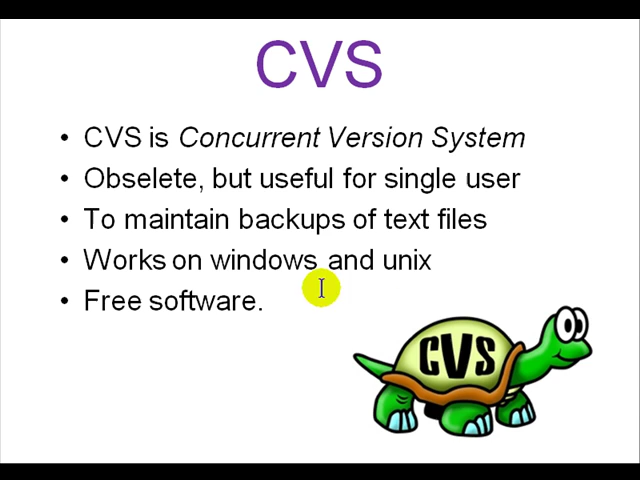 CVS
• CVS is Concurrent Version System
• Obselete, but useful for single user
• To maintain backups of text files
• Works on windows and unix
• Free software.
CVS